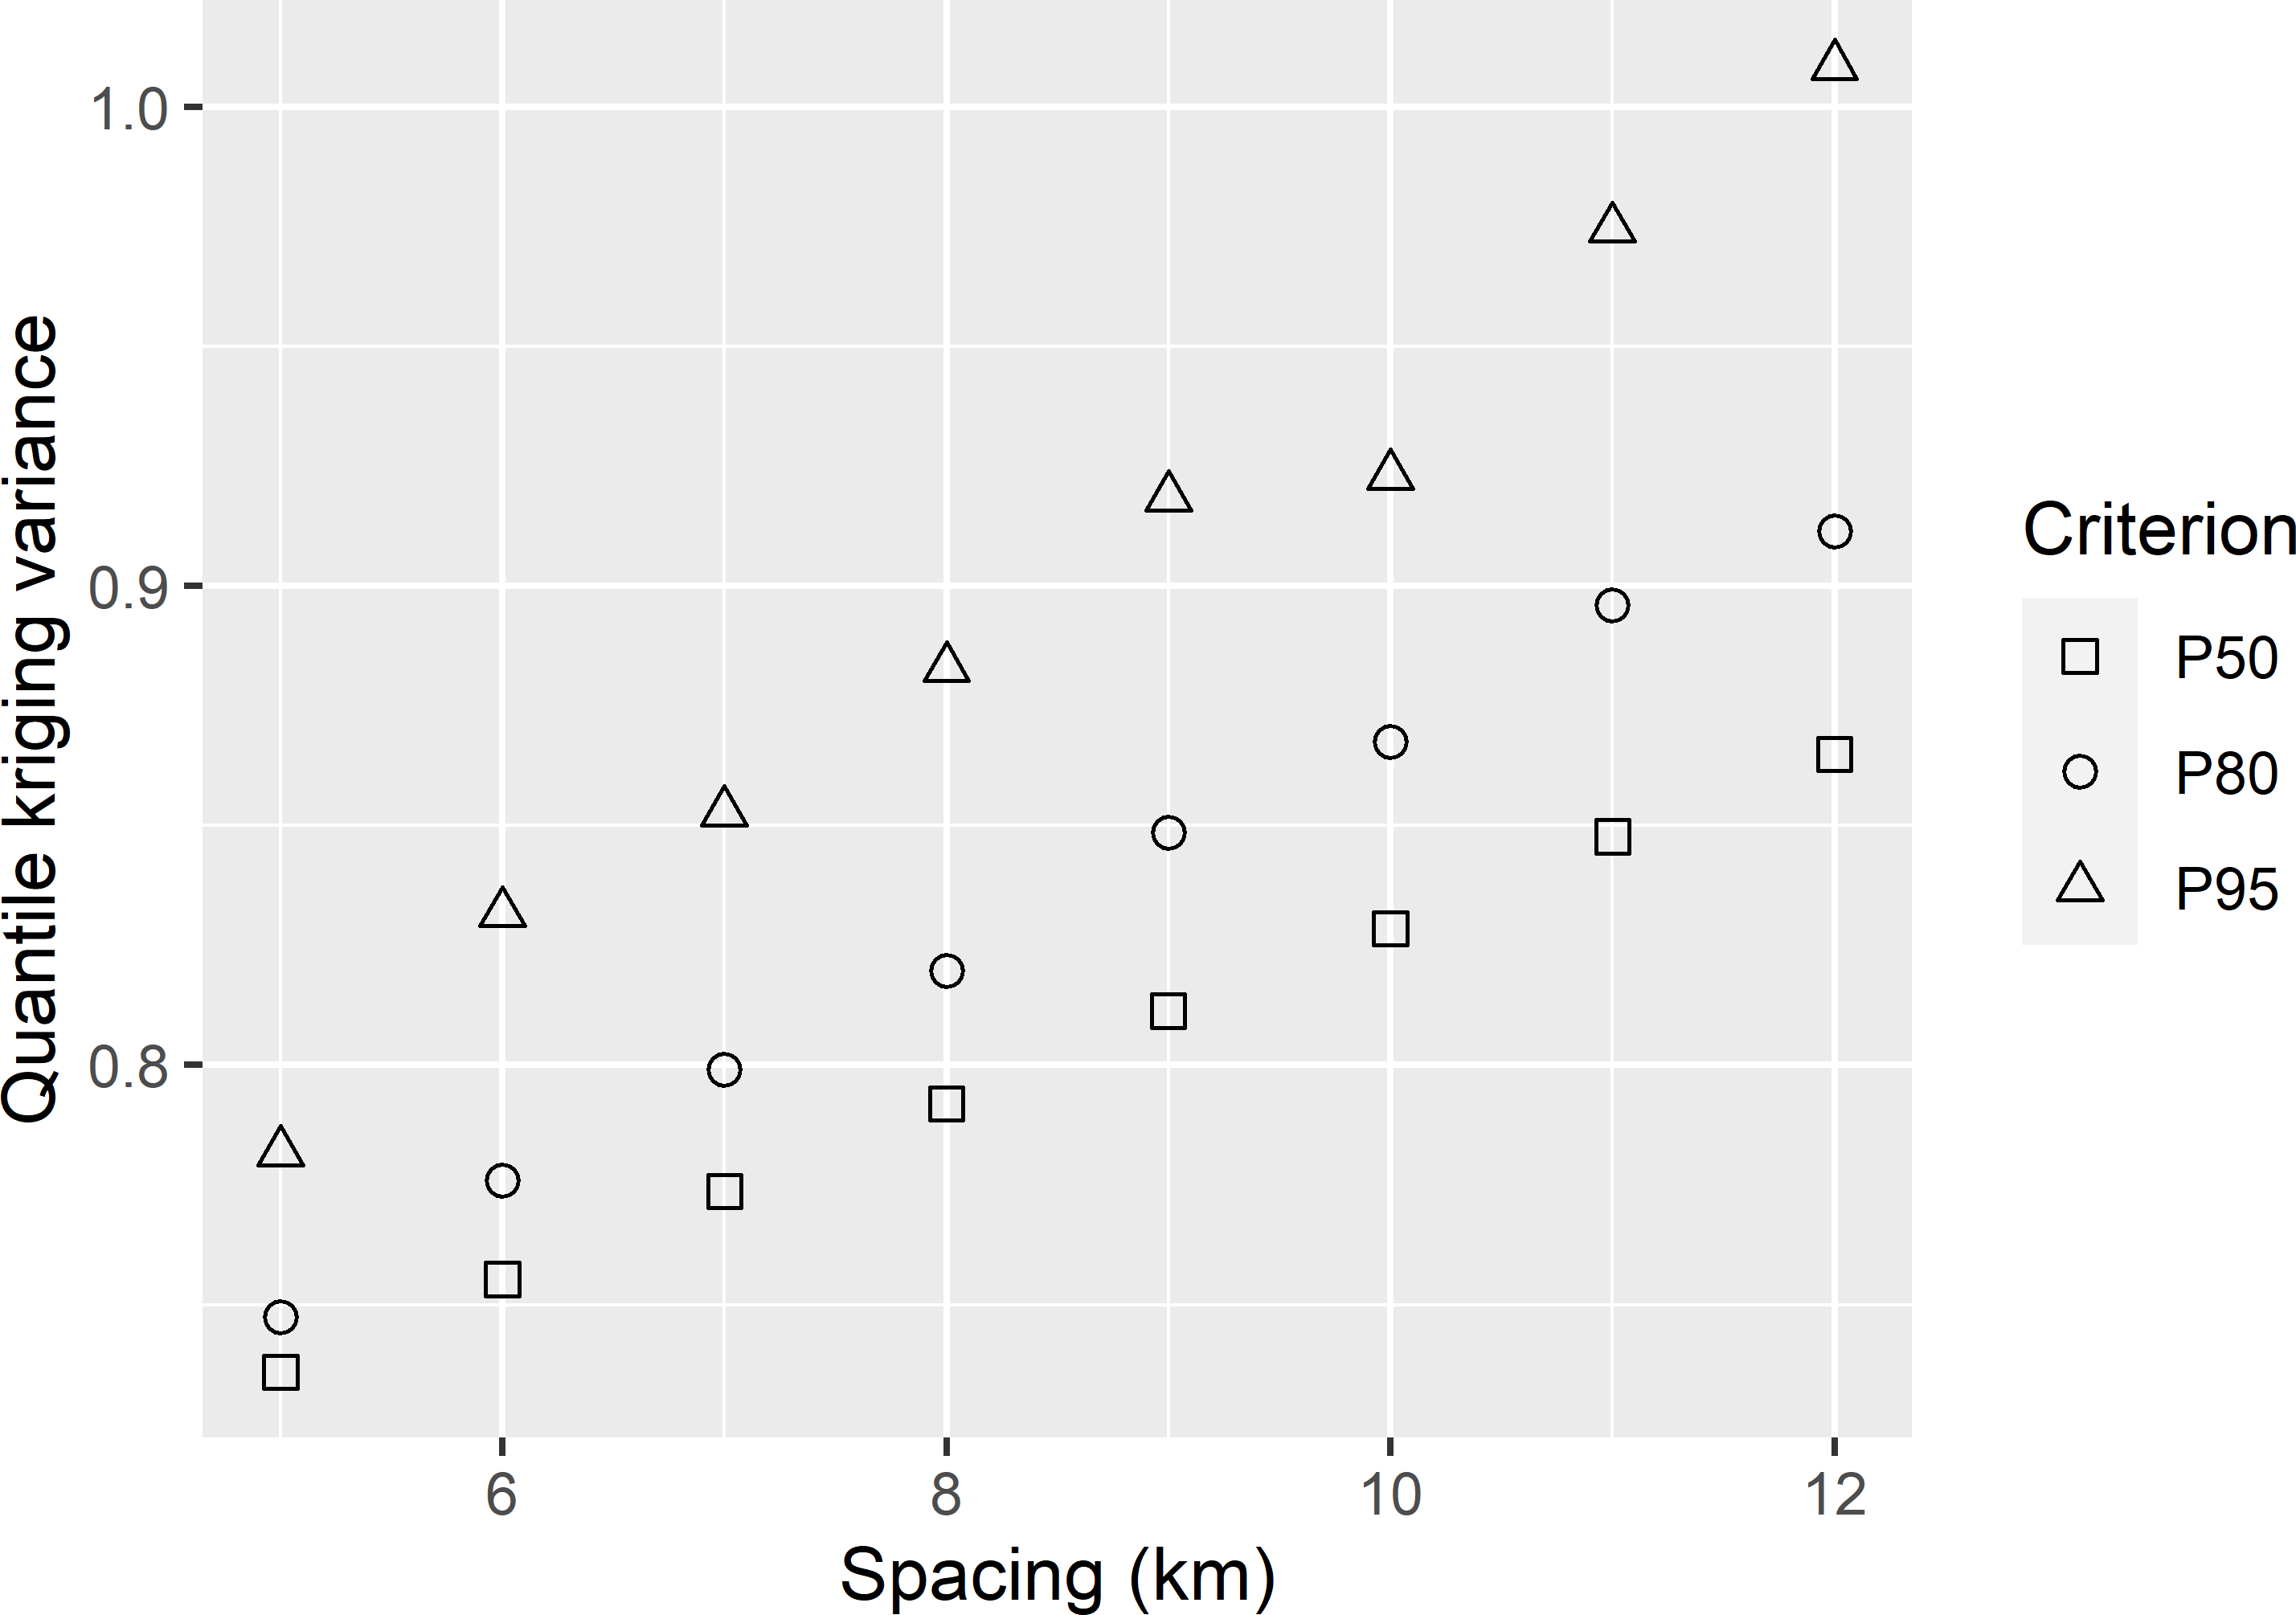 Quantile kriging variance
1.0
0.9
0.8
6 8 10 12
Spacing (km)
Criterion
P50
P80
P95